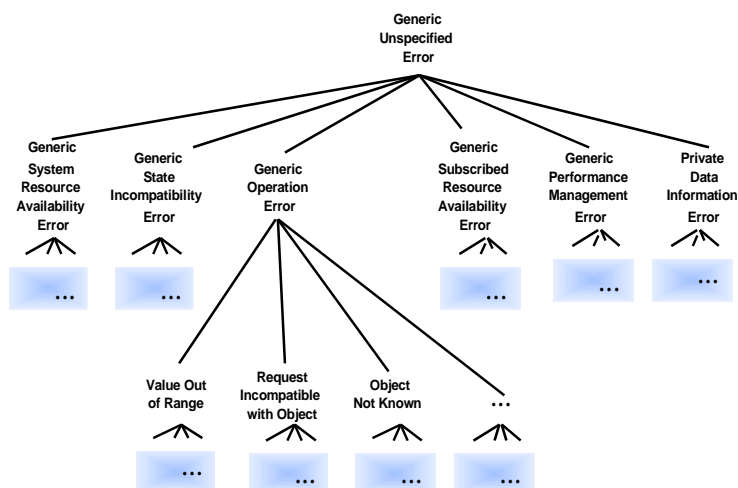 Generic
Unspecified
Error
Generic
System
Resource
Availability
Error
Generic
State
Incompatibility
Error
Generic
Operation
Error
Generic
Subscribed
Resource
Availability
Error
Generic
Performance
Management
Error
Private
Data
Information
Error
...
...
...
...
...
Value Out
of Range
Request
Incompatible
with Object
Object
Not Known
...
...
...
...
...